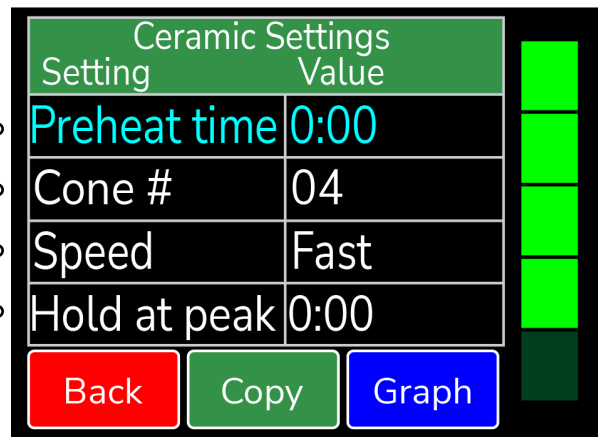 Ceramic Settings
Setting Value
Preheat time 0:00
Cone # 04
Speed Fast
Hold at peak 0:00
Back Copy Graph